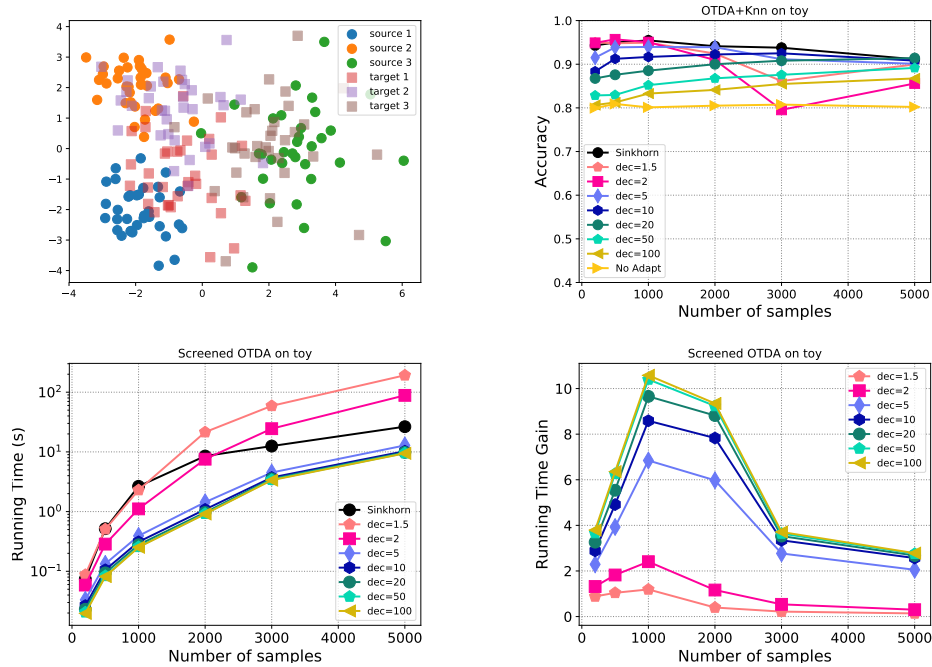 4
3
2
1
0
−1
−2
−3
−4
−4
−2
0
2
4
6
source 1
source 2
source 3
target 1
target 2
target 3
OTDA+Knn on toy
Accuracy
1.0
0.9
0.8
0.7
0.6
0.5
0.4
0
1000
2000
3000
4000
5000
Number of samples
Sinkhorn
dec=1.5
dec=2
dec=5
dec=10
dec=20
dec=50
dec=100
No Adapt
Screened OTDA on toy
Running Time (s)
10²
10¹
10⁰
10⁻¹
0
1000
2000
3000
4000
5000
Number of samples
Sinkhorn
dec=1.5
dec=2
dec=5
dec=10
dec=20
dec=50
dec=100
Screened OTDA on toy
Running Time Gain
10
8
6
4
2
0
0
1000
2000
3000
4000
5000
Number of samples
dec=1.5
dec=2
dec=5
dec=10
dec=20
dec=50
dec=100